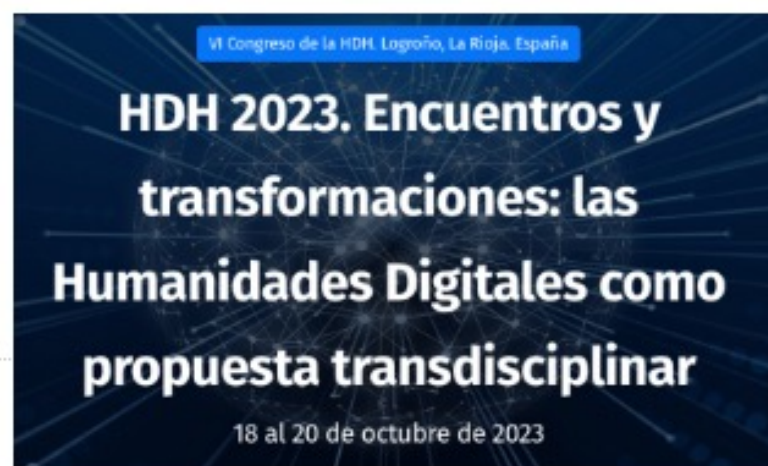 VI Congreso de la HDH. Logroño, La Rioja. España
HDH 2023. Encuentros y
transformaciones: las
Humanidades Digitales como
propuesta transdisciplinar
18 al 20 de octubre de 2023